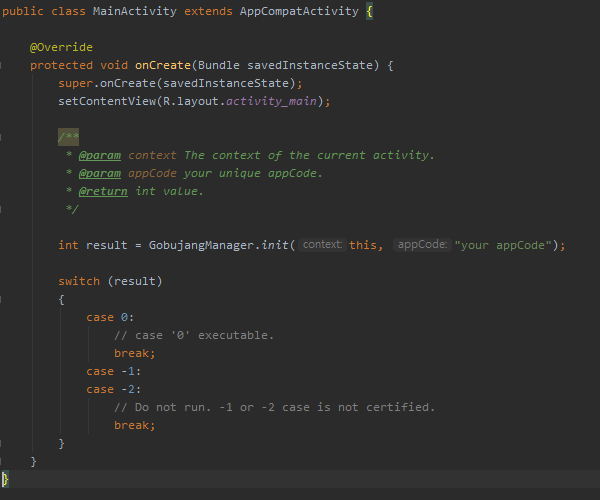 public class MainActivity extends AppCompatActivity {
@Override
protected void onCreate(Bundle savedInstanceState) {
super.onCreate(savedInstanceState);
setContentView(R.layout.activity_main);
/**
* @param context The context of the current activity.
* @param appCode your unique appCode.
* @return int value.
*/
int result = GobujangManager.init( context: this, appCode: "your appCode");
switch (result)
{
case 0:
// case '0' executable.
break;
case -1:
case -2:
// Do not run. -1 or -2 case is not certified.
break;
}
}
}